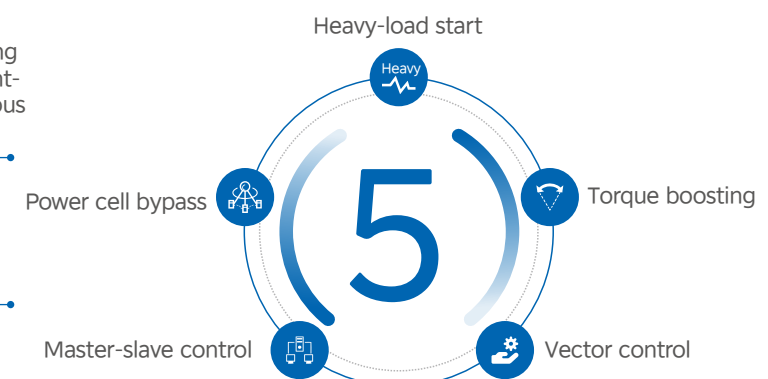 Heavy-load start
Heavy
5
Power cell bypass
Torque boosting
Master-slave control
Vector control